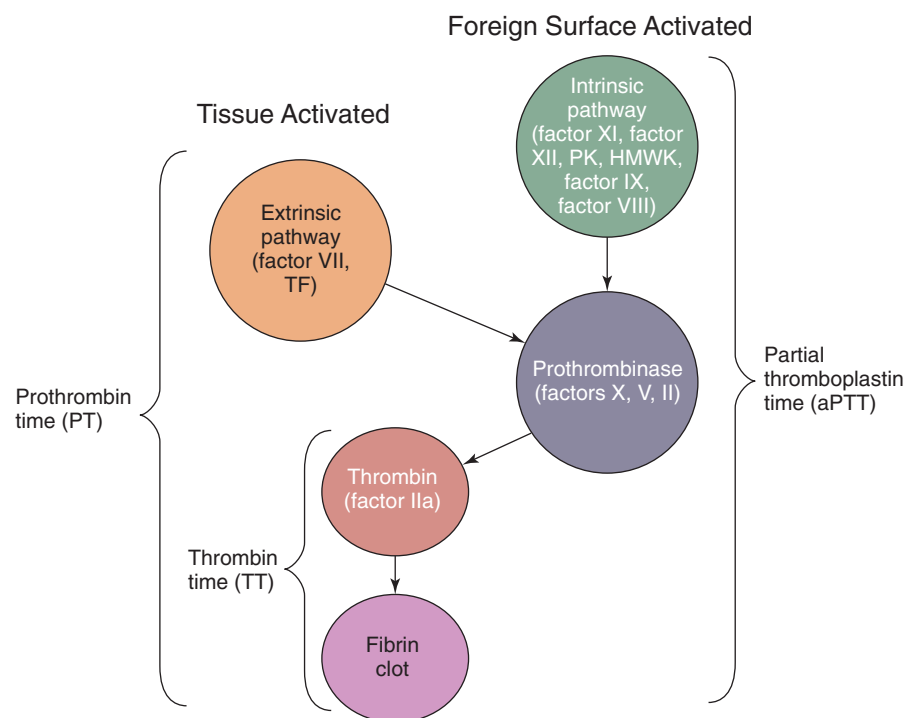 Foreign Surface Activated
Tissue Activated
Intrinsic
pathway
(factor XI, factor
XII, PK, HMWK,
factor IX,
factor VIII)
Extrinsic
pathway
(factor VII,
TF)
Prothrombinase
(factors X, V, II)
Partial
thromboplastin
time (aPTT)
Prothrombin
time (PT)
Thrombin
(factor IIa)
Thrombin
time (TT)
Fibrin
clot